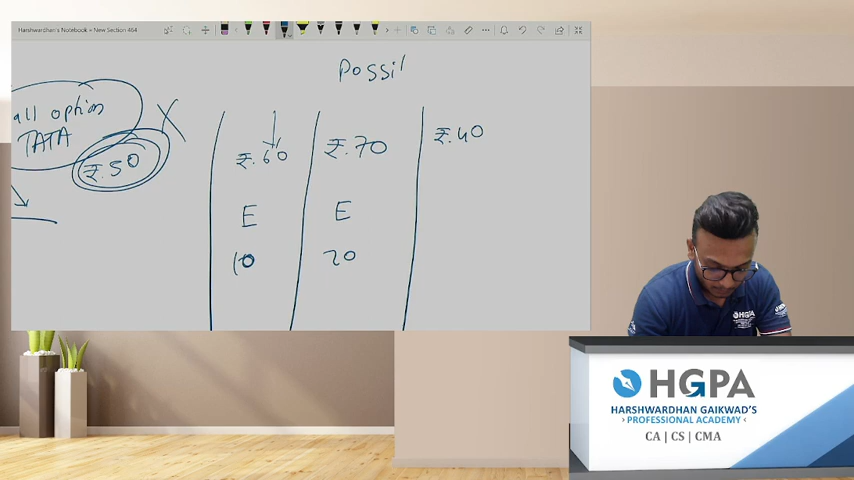 Harshwardhan's Notebook » New Section 464
Possil
all option
TATA
₹.50
X
₹.60
₹.70
₹.40
E
E
10
20
HGPA
HGPA
HARSHWARDHAN GAIKWAD'S
PROFESSIONAL ACADEMY
CA | CS | CMA